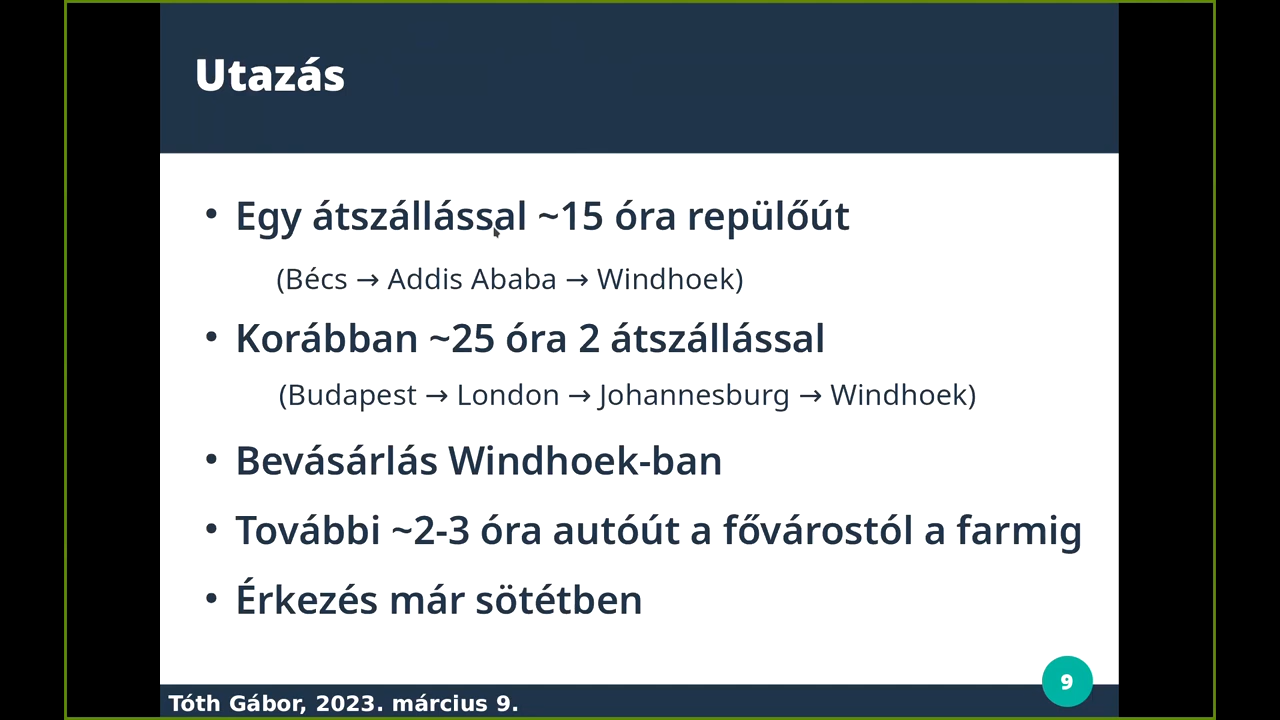 Utazás
• Egy átszállással ~15 óra repülőút
(Bécs → Addis Ababa → Windhoek)
• Korábban ~25 óra 2 átszállással
(Budapest → London → Johannesburg → Windhoek)
• Bevásárlás Windhoek-ban
• További ~2-3 óra autóút a fővárostól a farmig
• Érkezés már sötétben
9
Tóth Gábor, 2023. március 9.